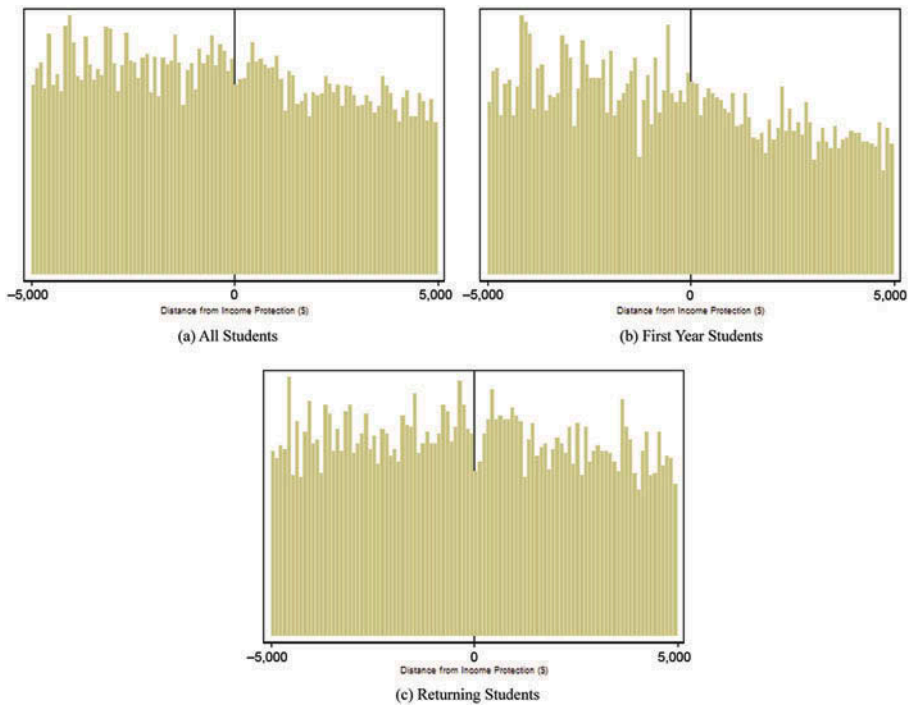 −5,000 0 5,000
Distance from Income Protection ($)
(a) All Students
−5,000 0 5,000
Distance from Income Protection ($)
(b) First Year Students
−5,000 0 5,000
Distance from Income Protection ($)
(c) Returning Students